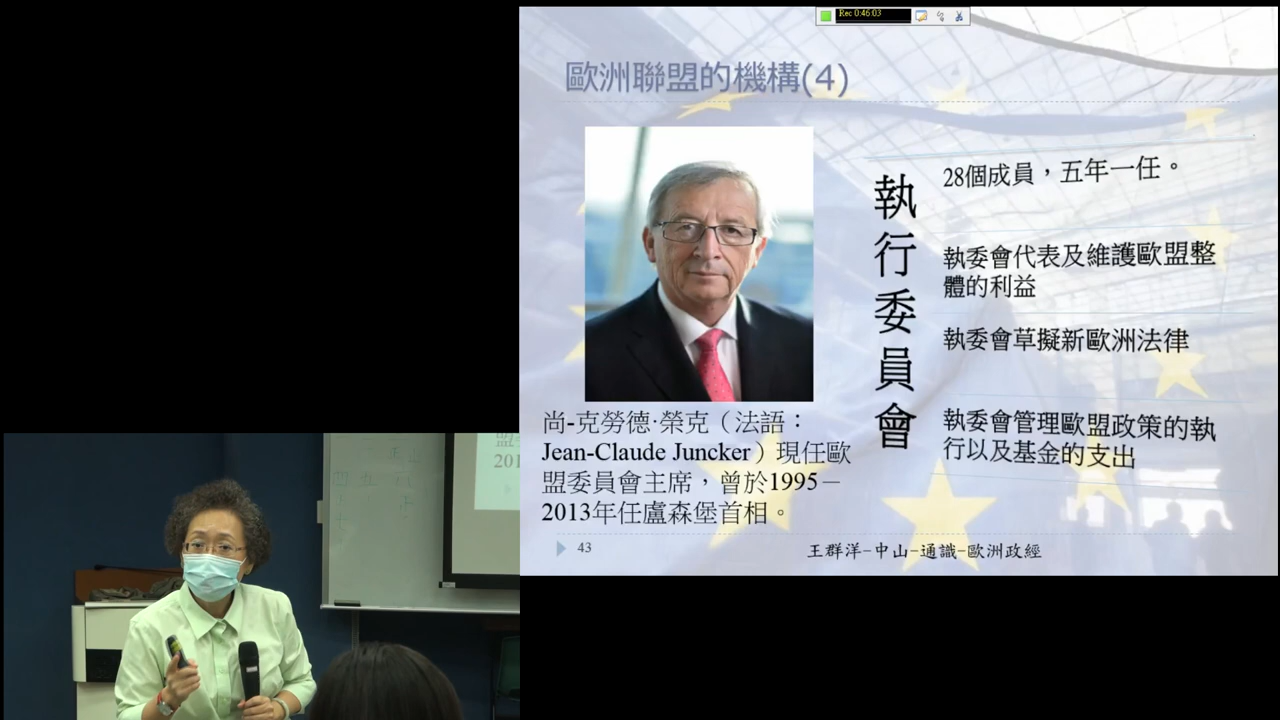 Rec 0:46:03
歐洲聯盟的機構(4)
執行委員會
28個成員，五年一任。
執委會代表及維護歐盟整
體的利益
執委會草擬新歐洲法律
執委會管理歐盟政策的執
行以及基金的支出
尚-克勞德·榮克（法語：
Jean-Claude Juncker）現任歐
盟委員會主席，曾於1995－
2013年任盧森堡首相。
43
王群洋-中山-通識-歐洲政經